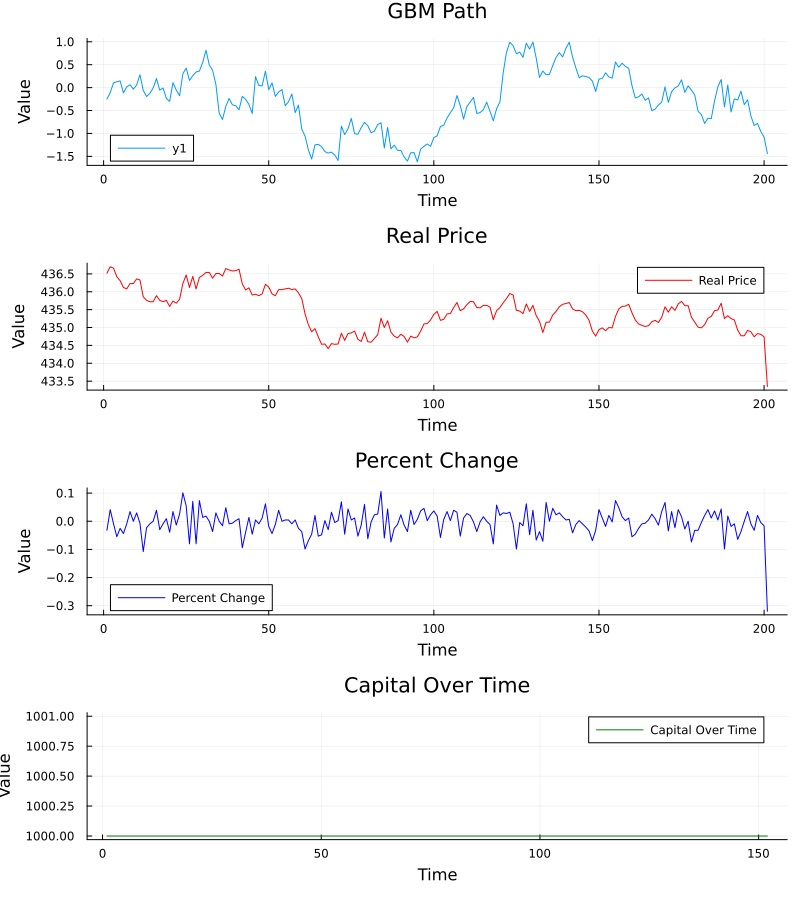 GBM Path
1.0
0.5
0.0
−0.5
−1.0
−1.5
Value
y1
0 50 100 150 200
Time
Real Price
436.5
436.0
435.5
435.0
434.5
434.0
433.5
Value
Real Price
0 50 100 150 200
Time
Percent Change
0.1
0.0
−0.1
−0.2
−0.3
Value
Percent Change
0 50 100 150 200
Time
Capital Over Time
1001.00
1000.75
1000.50
1000.25
1000.00
Value
Capital Over Time
0 50 100 150
Time